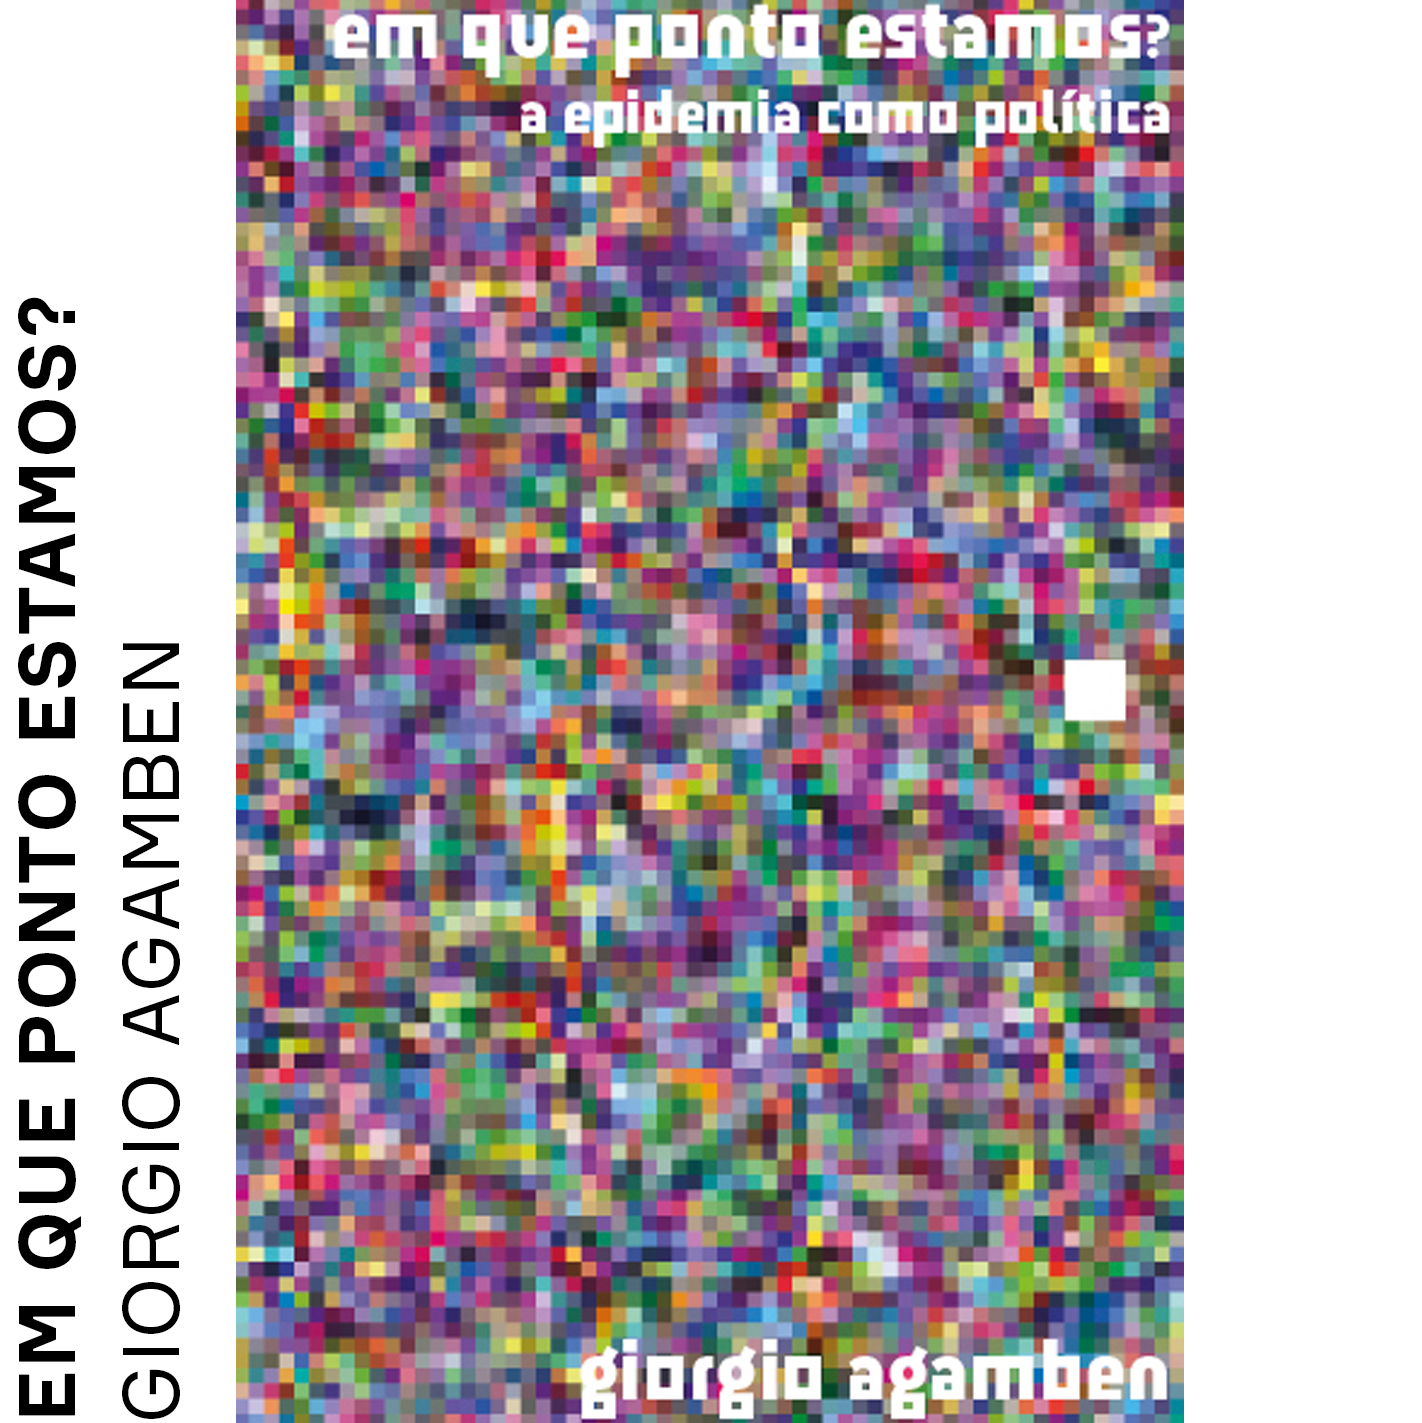 EM QUE PONTO ESTAMOS?
GIORGIO AGAMBEN
em que ponto estamos?
a epidemia como política
giorgio agamben